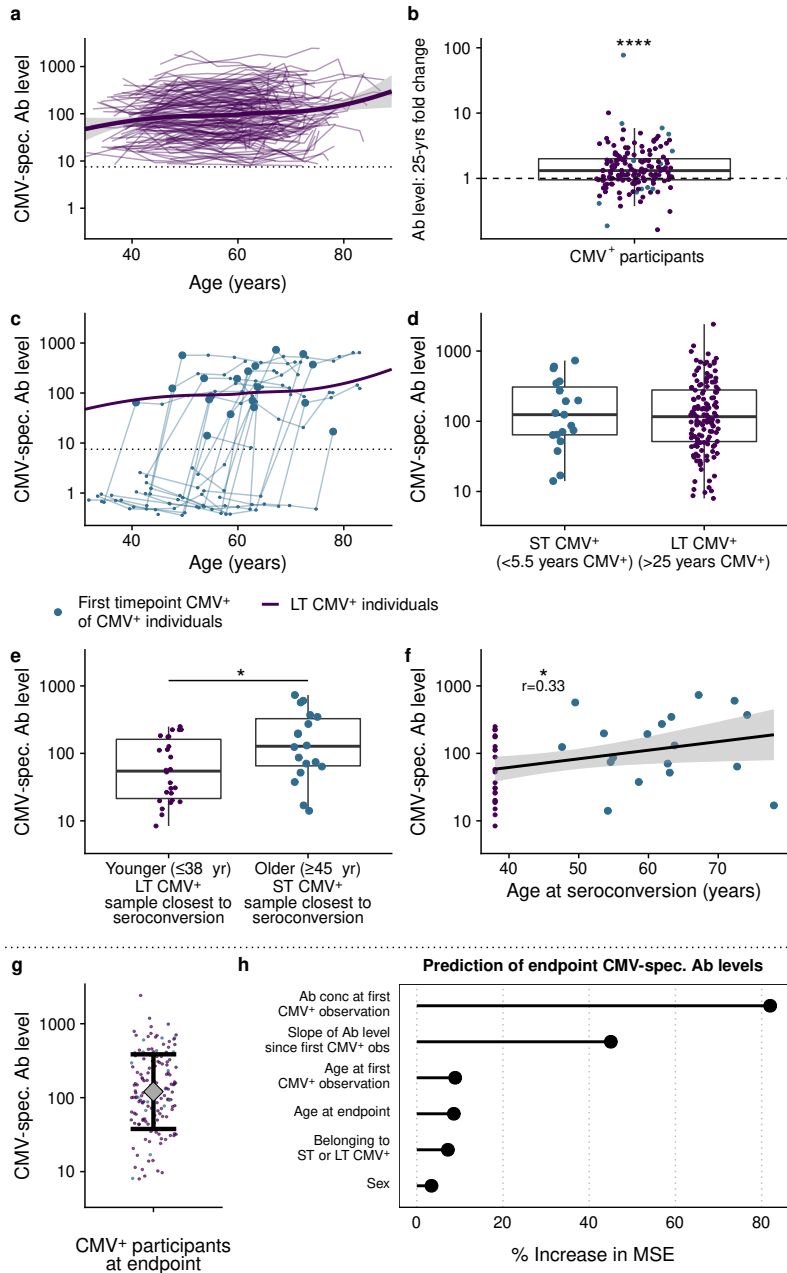 a
CMV-spec. Ab level
1000
100
10
1
40
60
80
Age (years)
b
Ab level: 25-yrs fold change
100
10
1
****
CMV+ participants
c
CMV-spec. Ab level
1000
100
10
1
40
60
80
Age (years)
d
CMV-spec. Ab level
1000
100
10
ST CMV+
(<5.5 years CMV+)
LT CMV+
(>25 years CMV+)
First timepoint CMV+
of CMV+ individuals
LT CMV+ individuals
e
CMV-spec. Ab level
1000
100
10
*
Younger (≤38 yr)
LT CMV+
sample closest to
seroconversion
Older (≥45 yr)
ST CMV+
sample closest to
seroconversion
f
CMV-spec. Ab level
1000
100
10
*
r=0.33
40
50
60
70
Age at seroconversion (years)
g
CMV-spec. Ab level
1000
100
10
CMV+ participants
at endpoint
h
Prediction of endpoint CMV-spec. Ab levels
Ab conc at first
CMV+ observation
Slope of Ab level
since first CMV+ obs
Age at first
CMV+ observation
Age at endpoint
Belonging to
ST or LT CMV+
Sex
0
20
40
60
80
% Increase in MSE